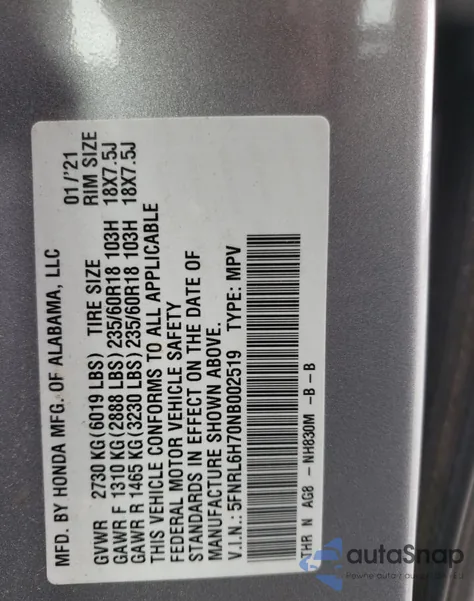 MFD. BY HONDA MFG. OF ALABAMA, LLC 01/'21
GVWR 2730 KG(6019 LBS) TIRE SIZE RIM SIZE
GAWR F 1310 KG(2888 LBS)235/60R18 103H 18X7.5J
GAWR R 1465 KG(3230 LBS)235/60R18 103H 18X7.5J
THIS VEHICLE CONFORMS TO ALL APPLICABLE
FEDERAL MOTOR VEHICLE SAFETY
STANDARDS IN EFFECT ON THE DATE OF
MANUFACTURE SHOWN ABOVE.
V.I.N.: 5FNRL6H70NB002519 TYPE: MPV
THR N AG8 - NH830M -B - B
autoSnap
Pewne auta z automatu